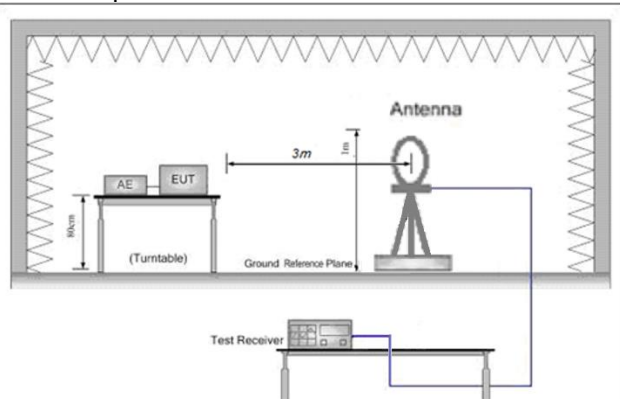 Antenna
3m
1m
AE
EUT
80cm
(Turntable)
Ground Reference Plane
Test Receiver